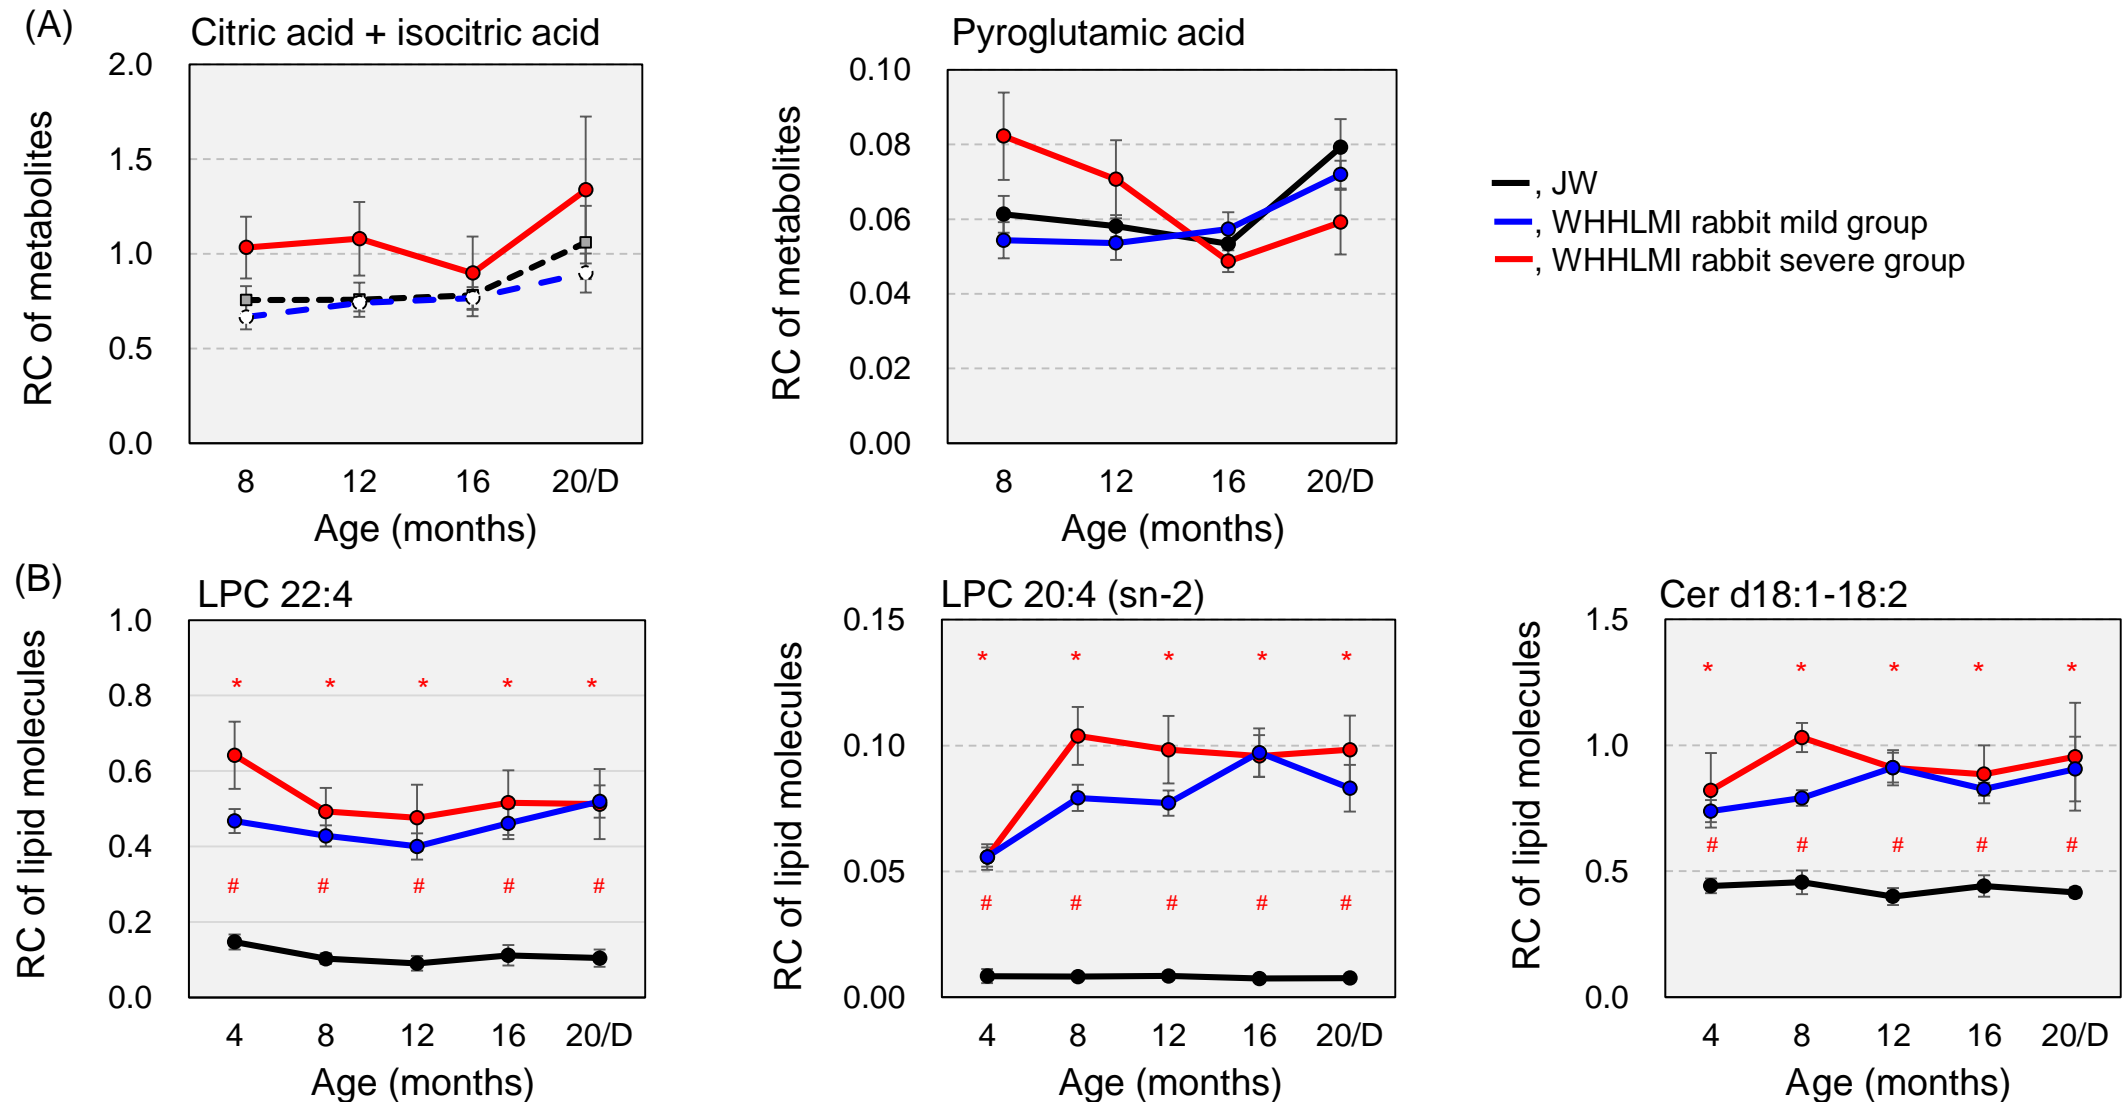 (A)
Citric acid + isocitric acid
RC of metabolites
2.0
1.5
1.0
0.5
0.0
8 12 16 20/D
Age (months)
Pyroglutamic acid
RC of metabolites
0.10
0.08
0.06
0.04
0.02
0.00
8 12 16 20/D
Age (months)
, JW
, WHHLMI rabbit mild group
, WHHLMI rabbit severe group
(B)
LPC 22:4
RC of lipid molecules
1.0
0.8
0.6
0.4
0.2
0.0
* * * * *
# # # # #
4 8 12 16 20/D
Age (months)
LPC 20:4 (sn-2)
RC of lipid molecules
0.15
0.10
0.05
0.00
* * * * *
# # # # #
4 8 12 16 20/D
Age (months)
Cer d18:1-18:2
RC of lipid molecules
1.5
1.0
0.5
0.0
* * * * *
# # # # #
4 8 12 16 20/D
Age (months)